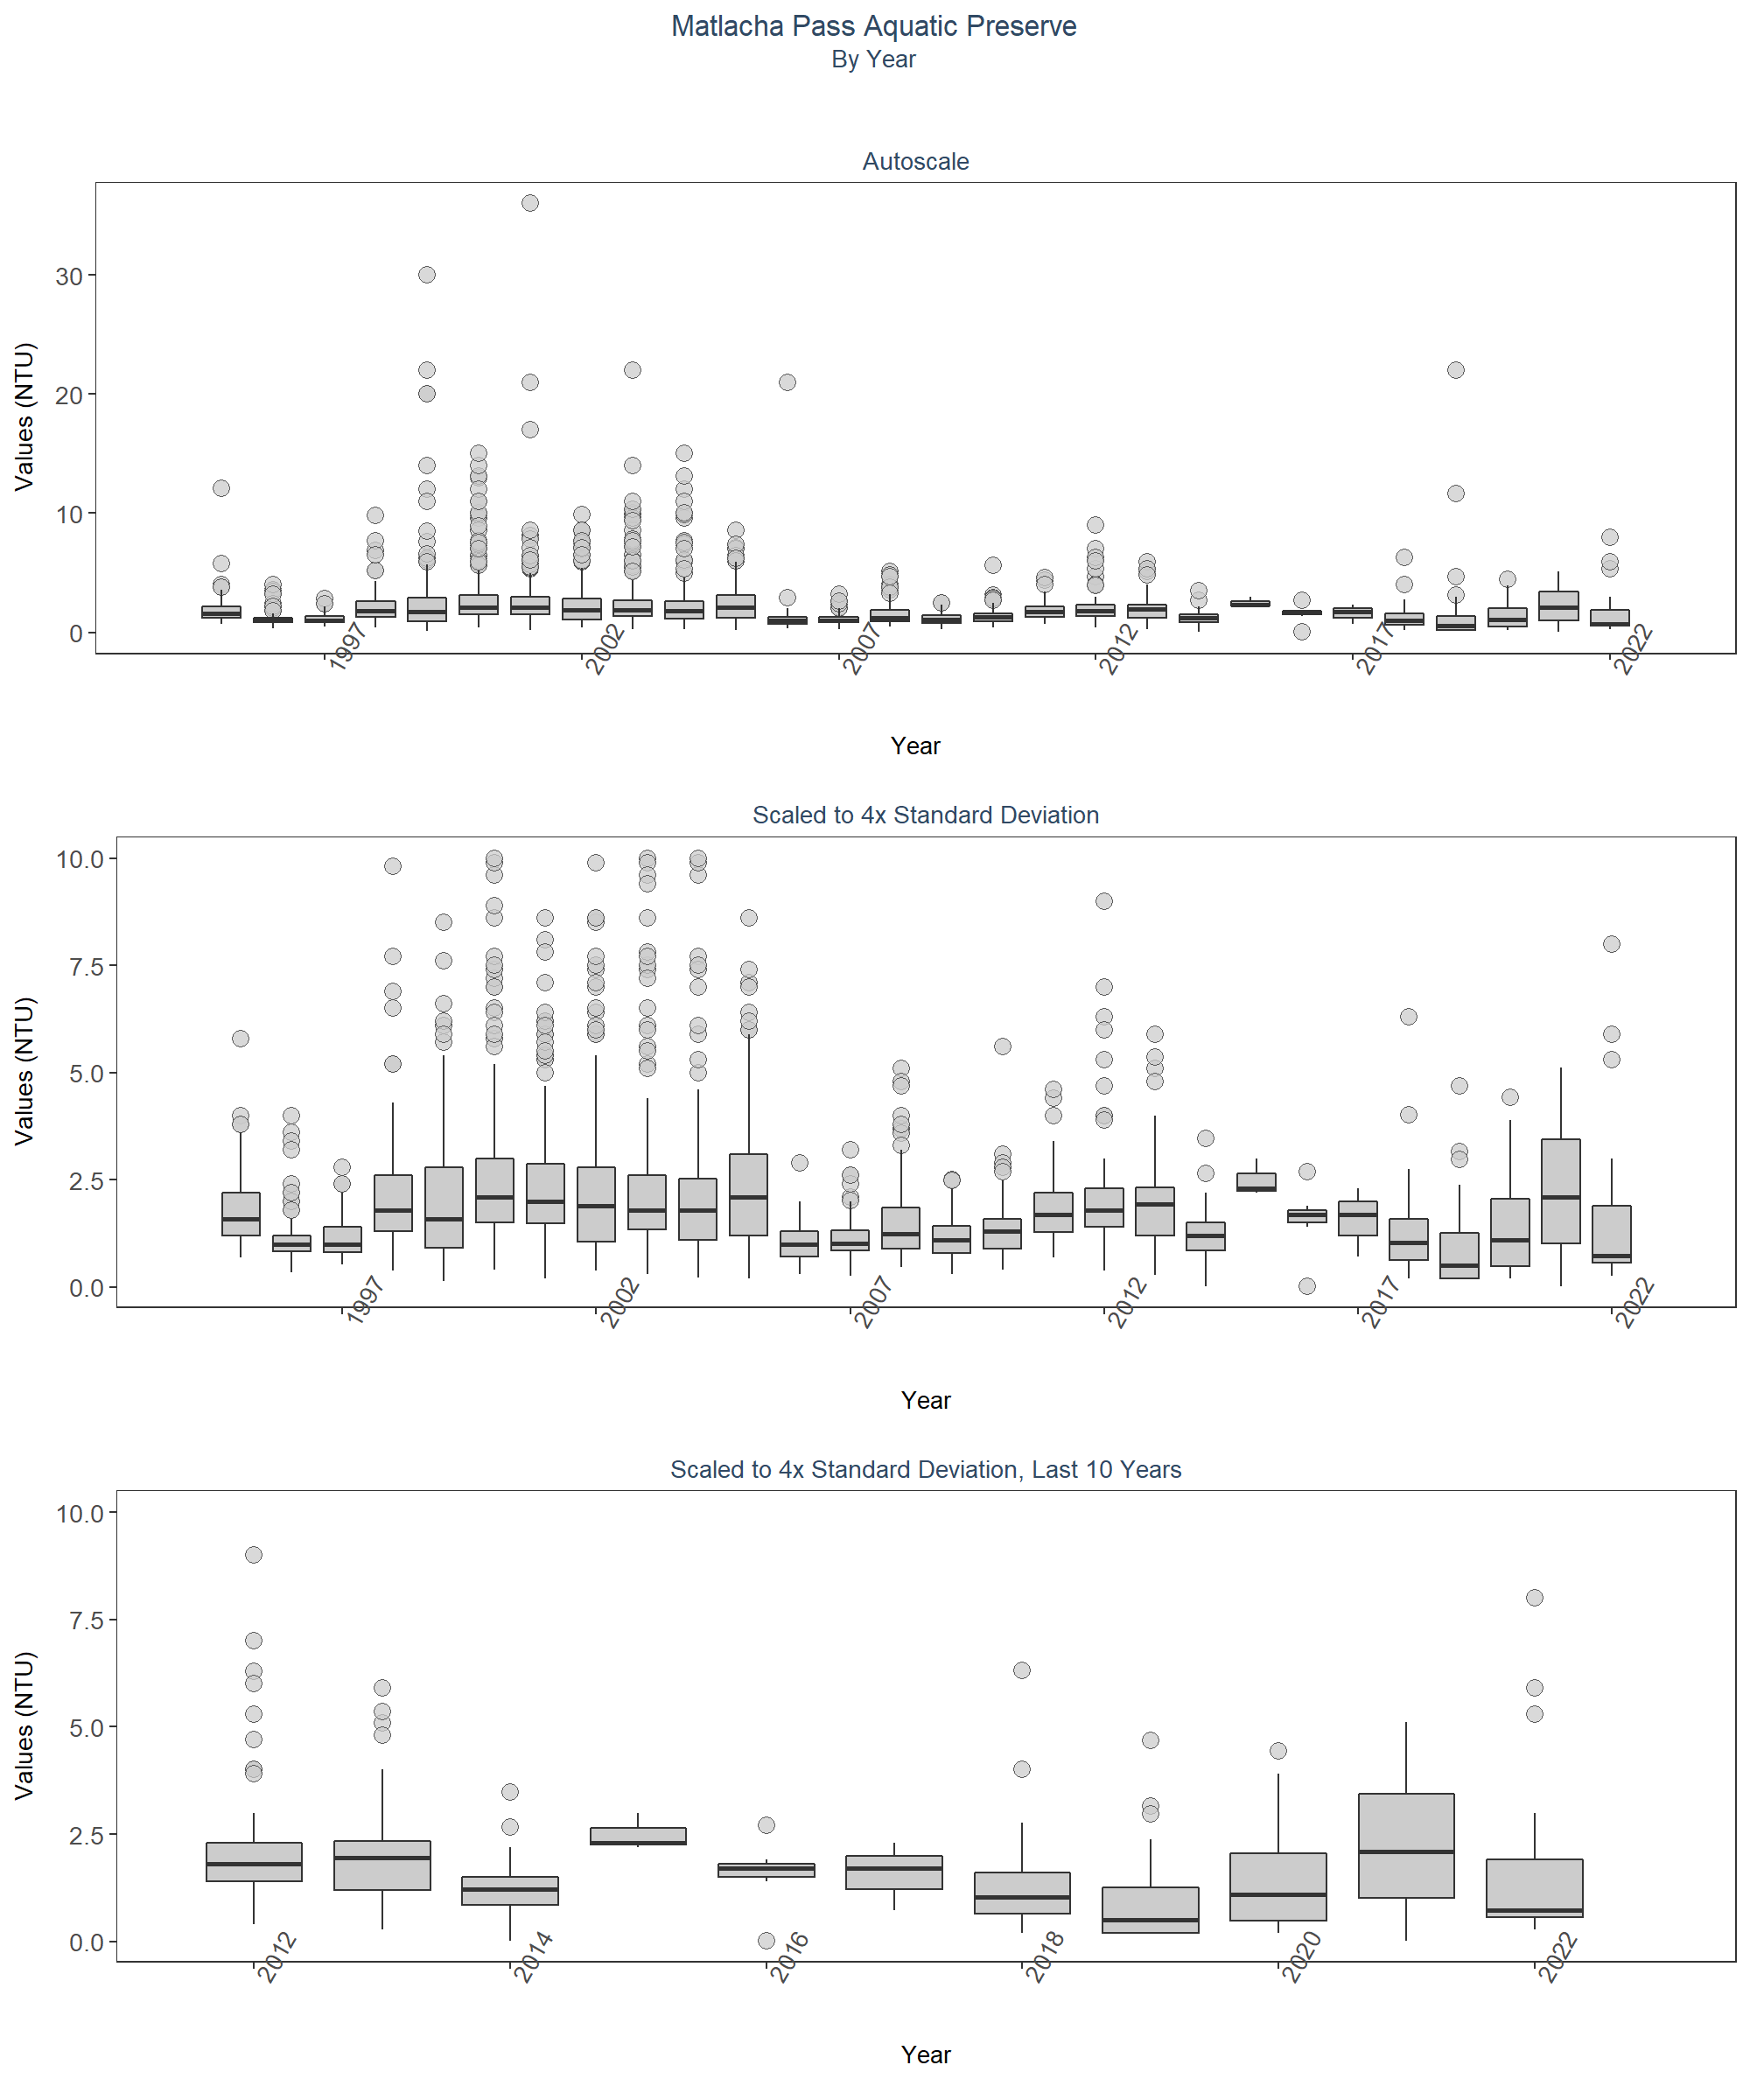 Matlacha Pass Aquatic Preserve
By Year
Autoscale
Values (NTU)
30
20
10
0
1997
2002
2007
2012
2017
2022
Year
Scaled to 4x Standard Deviation
Values (NTU)
10.0
7.5
5.0
2.5
0.0
1997
2002
2007
2012
2017
2022
Year
Scaled to 4x Standard Deviation, Last 10 Years
Values (NTU)
10.0
7.5
5.0
2.5
0.0
2012
2014
2016
2018
2020
2022
Year